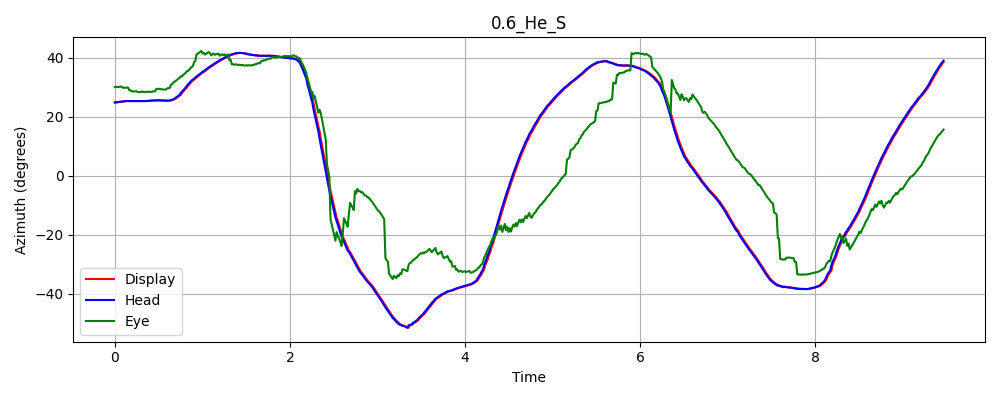 0.6_He_S
Azimuth (degrees)
40
20
0
−20
−40
Display
Head
Eye
0 2 4 6 8
Time